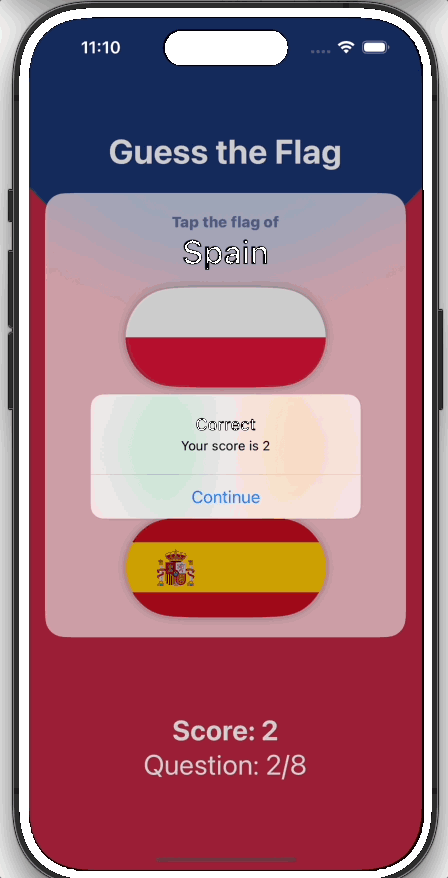 11:10
Guess the Flag
Tap the flag of
Spain
Correct
Your score is 2
Continue
Score: 2
Question: 2/8